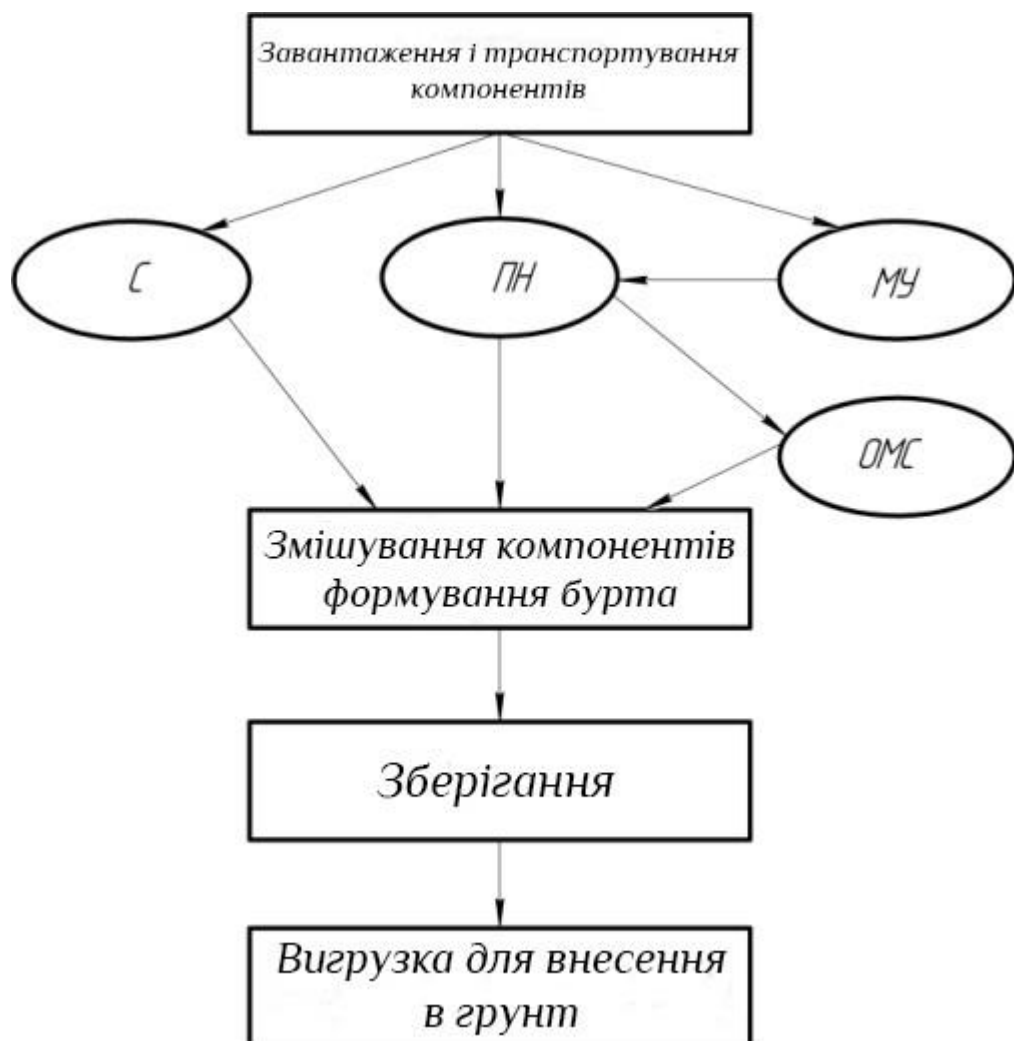 Завантаження і транспортування
компонентів
С
ПН
МУ
ОМС
Змішування компонентів
формування бурта
Зберігання
Вигрузка для внесення
в грунт